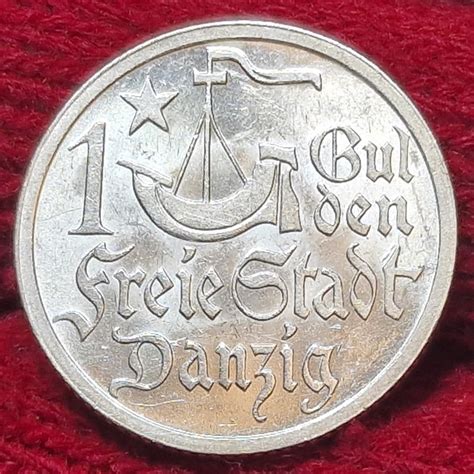 1 Gul
den
Freie Stadt
Danzig